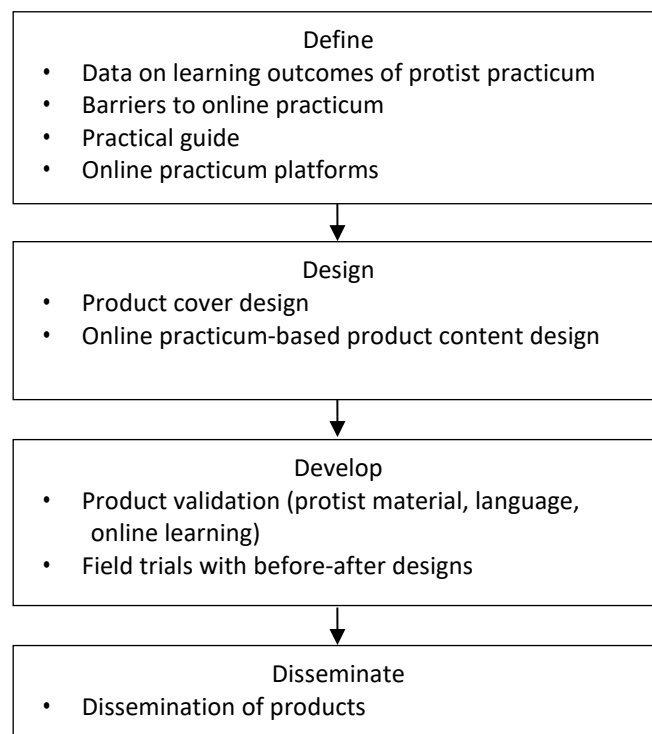 Define
• Data on learning outcomes of protist practicum
• Barriers to online practicum
• Practical guide
• Online practicum platforms
Design
• Product cover design
• Online practicum-based product content design
Develop
• Product validation (protist material, language,
online learning)
• Field trials with before-after designs
Disseminate
• Dissemination of products